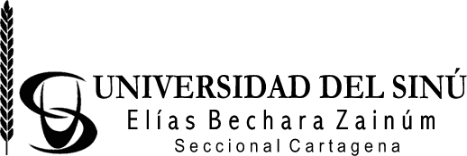 UNIVERSIDAD DEL SINÚ
Elías Bechara Zainúm
Seccional Cartagena